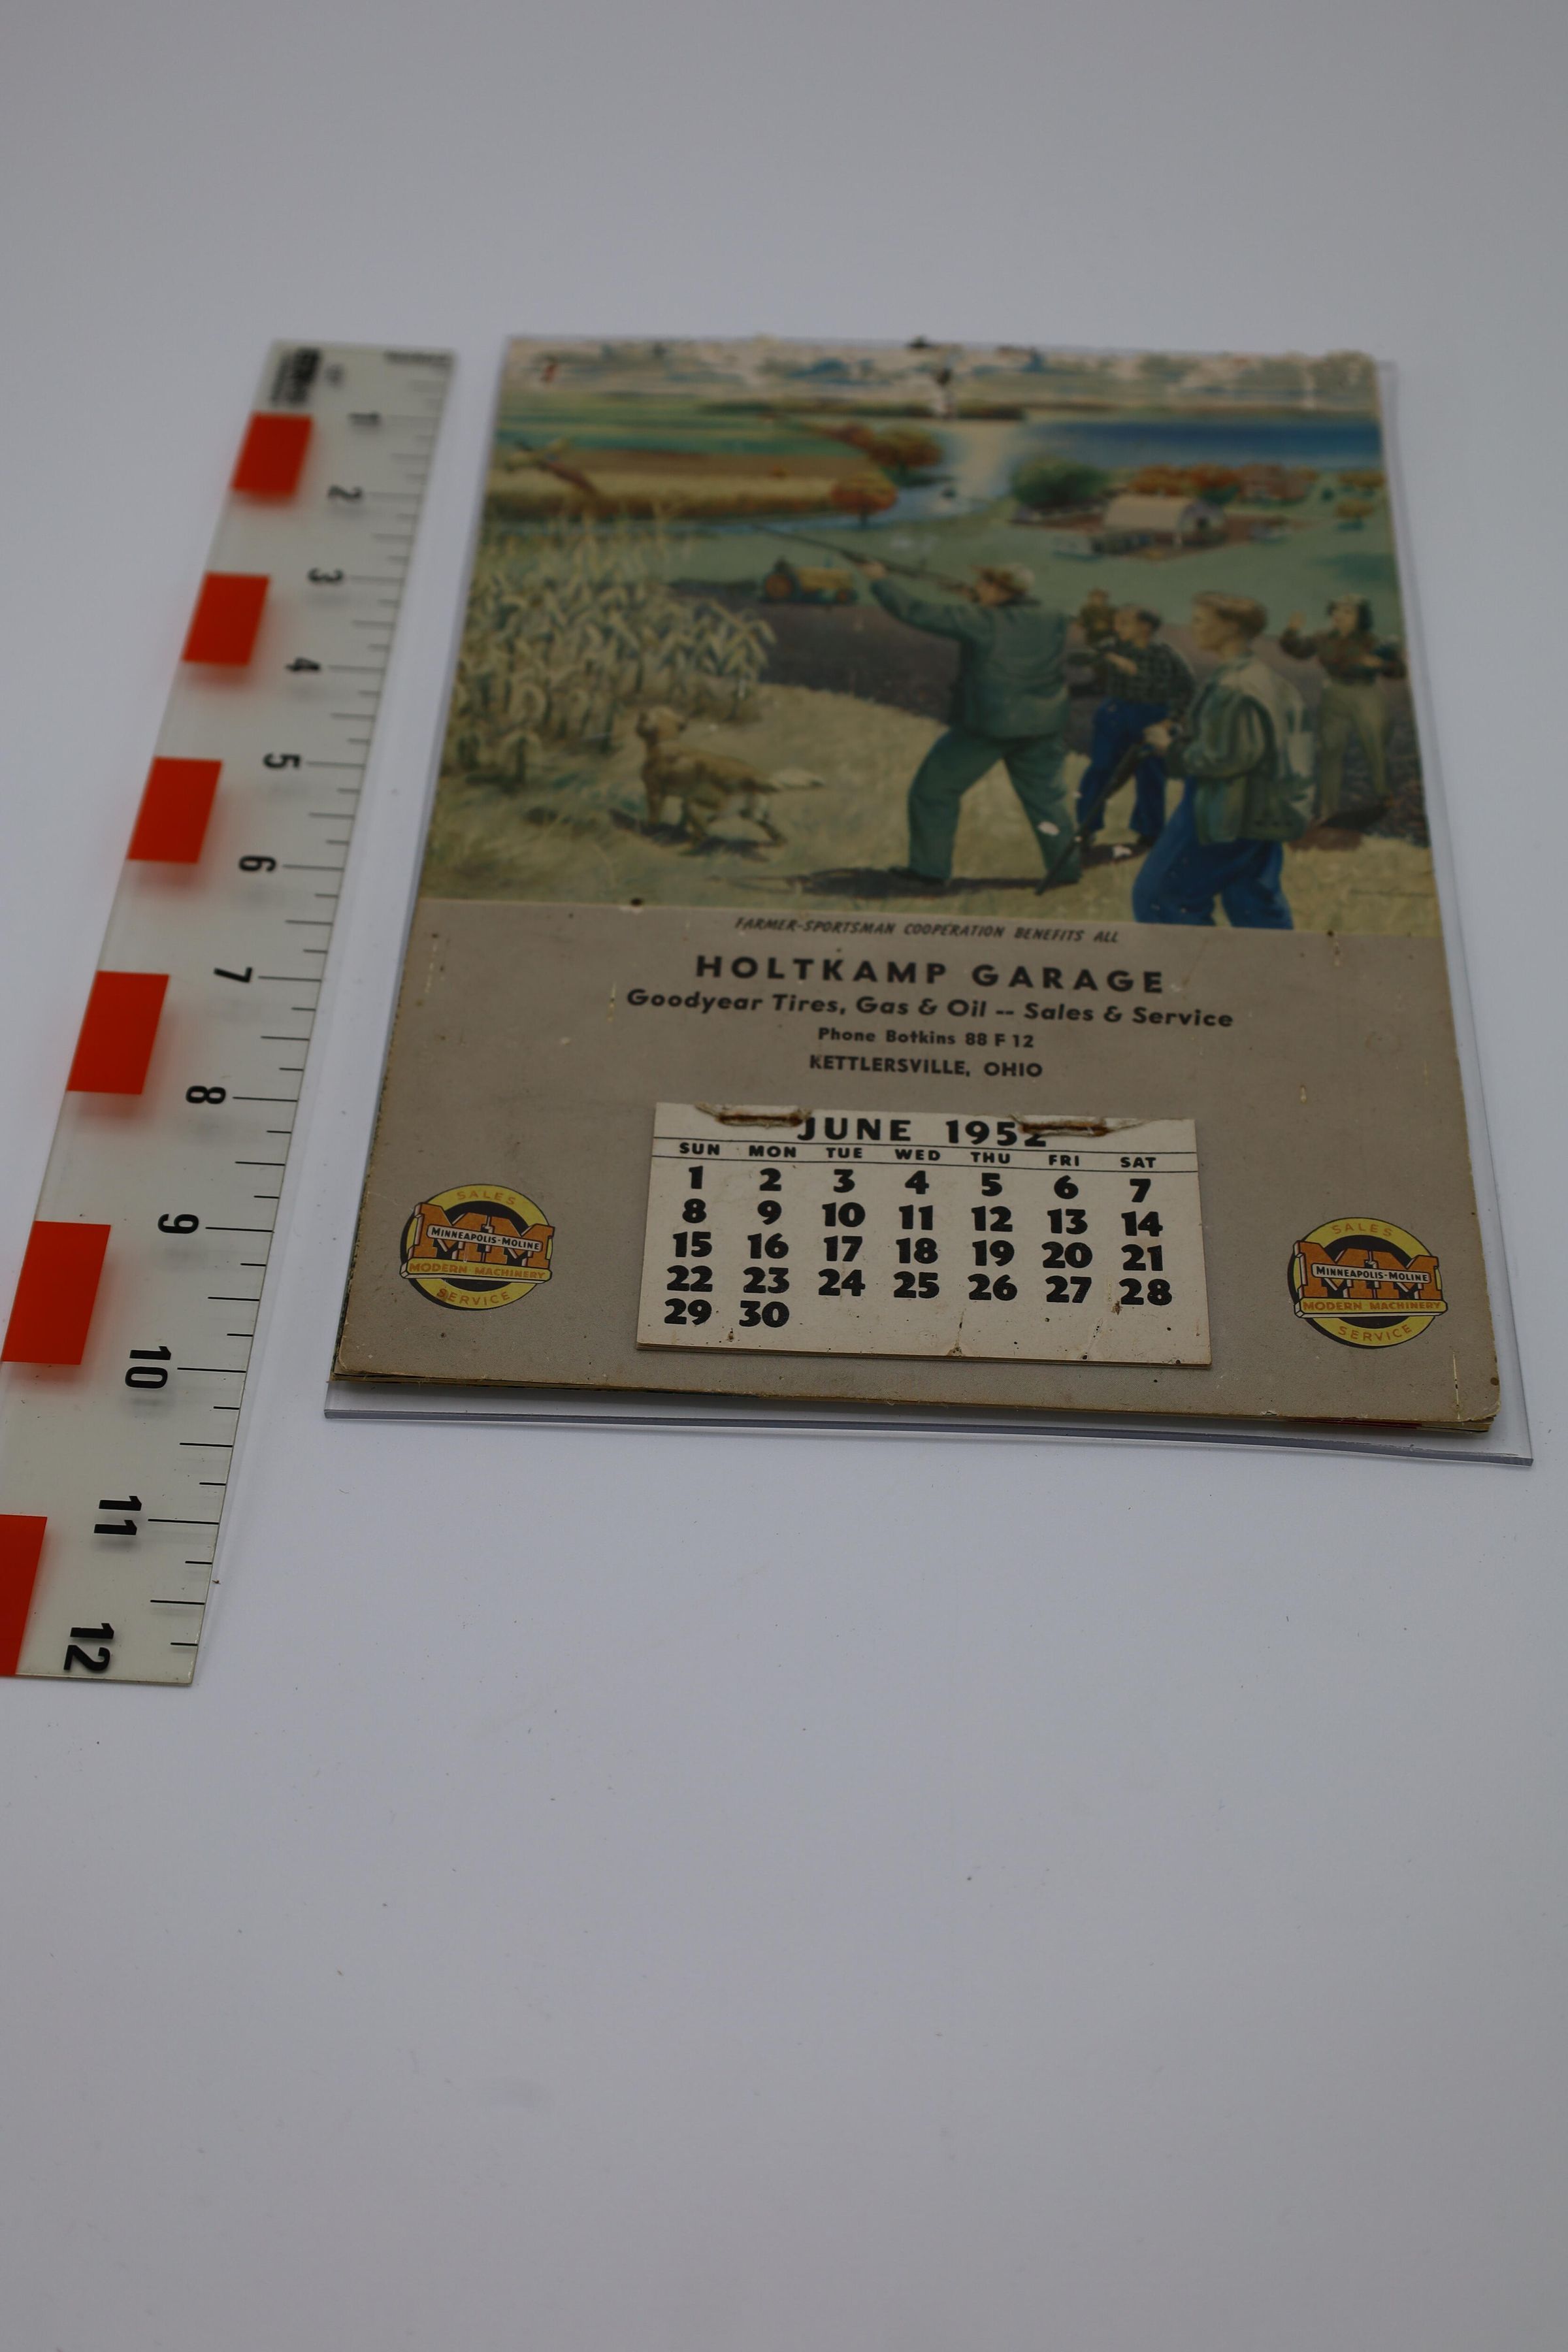 1
2
3
4
5
6
7
8
9
10
11
12
FARMER-SPORTSMAN COOPERATION BENEFITS ALL
HOLTKAMP GARAGE
Goodyear Tires, Gas & Oil -- Sales & Service
Phone Botkins 88 F 12
KETTLERSVILLE, OHIO
JUNE 1952
SUN MON TUE WED THU FRI SAT
1 2 3 4 5 6 7
8 9 10 11 12 13 14
15 16 17 18 19 20 21
22 23 24 25 26 27 28
29 30
SALES
MM
MINNEAPOLIS-MOLINE
MODERN MACHINERY
SERVICE
SALES
MM
MINNEAPOLIS-MOLINE
MODERN MACHINERY
SERVICE